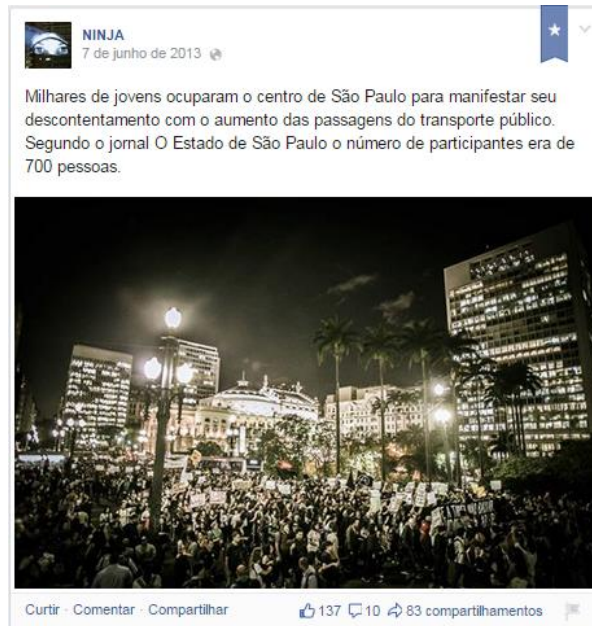 NINJA
7 de junho de 2013
Milhares de jovens ocuparam o centro de São Paulo para manifestar seu
descontentamento com o aumento das passagens do transporte público.
Segundo o jornal O Estado de São Paulo o número de participantes era de
700 pessoas.
Curtir · Comentar · Compartilhar 137 10 83 compartilhamentos